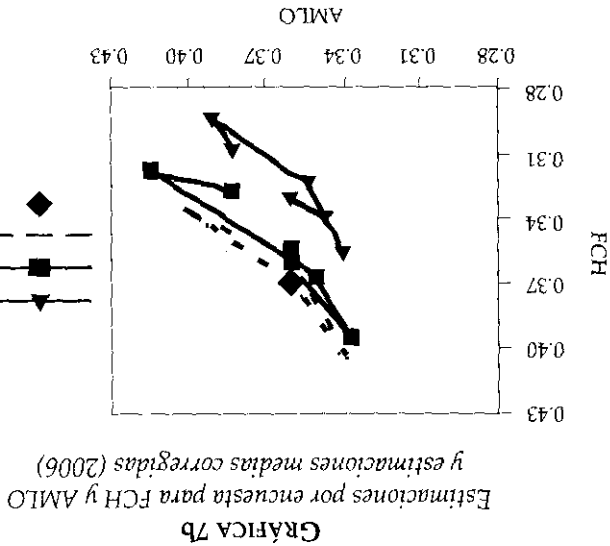 GRÁFICA 7b
Estimaciones por encuesta para FCH y AMLO
y estimaciones medias corregidas (2006)
0.43
0.40
0.37
0.34
0.31
0.28
FCH
0.28 0.31 0.34 0.37 0.40 0.43
AMLO